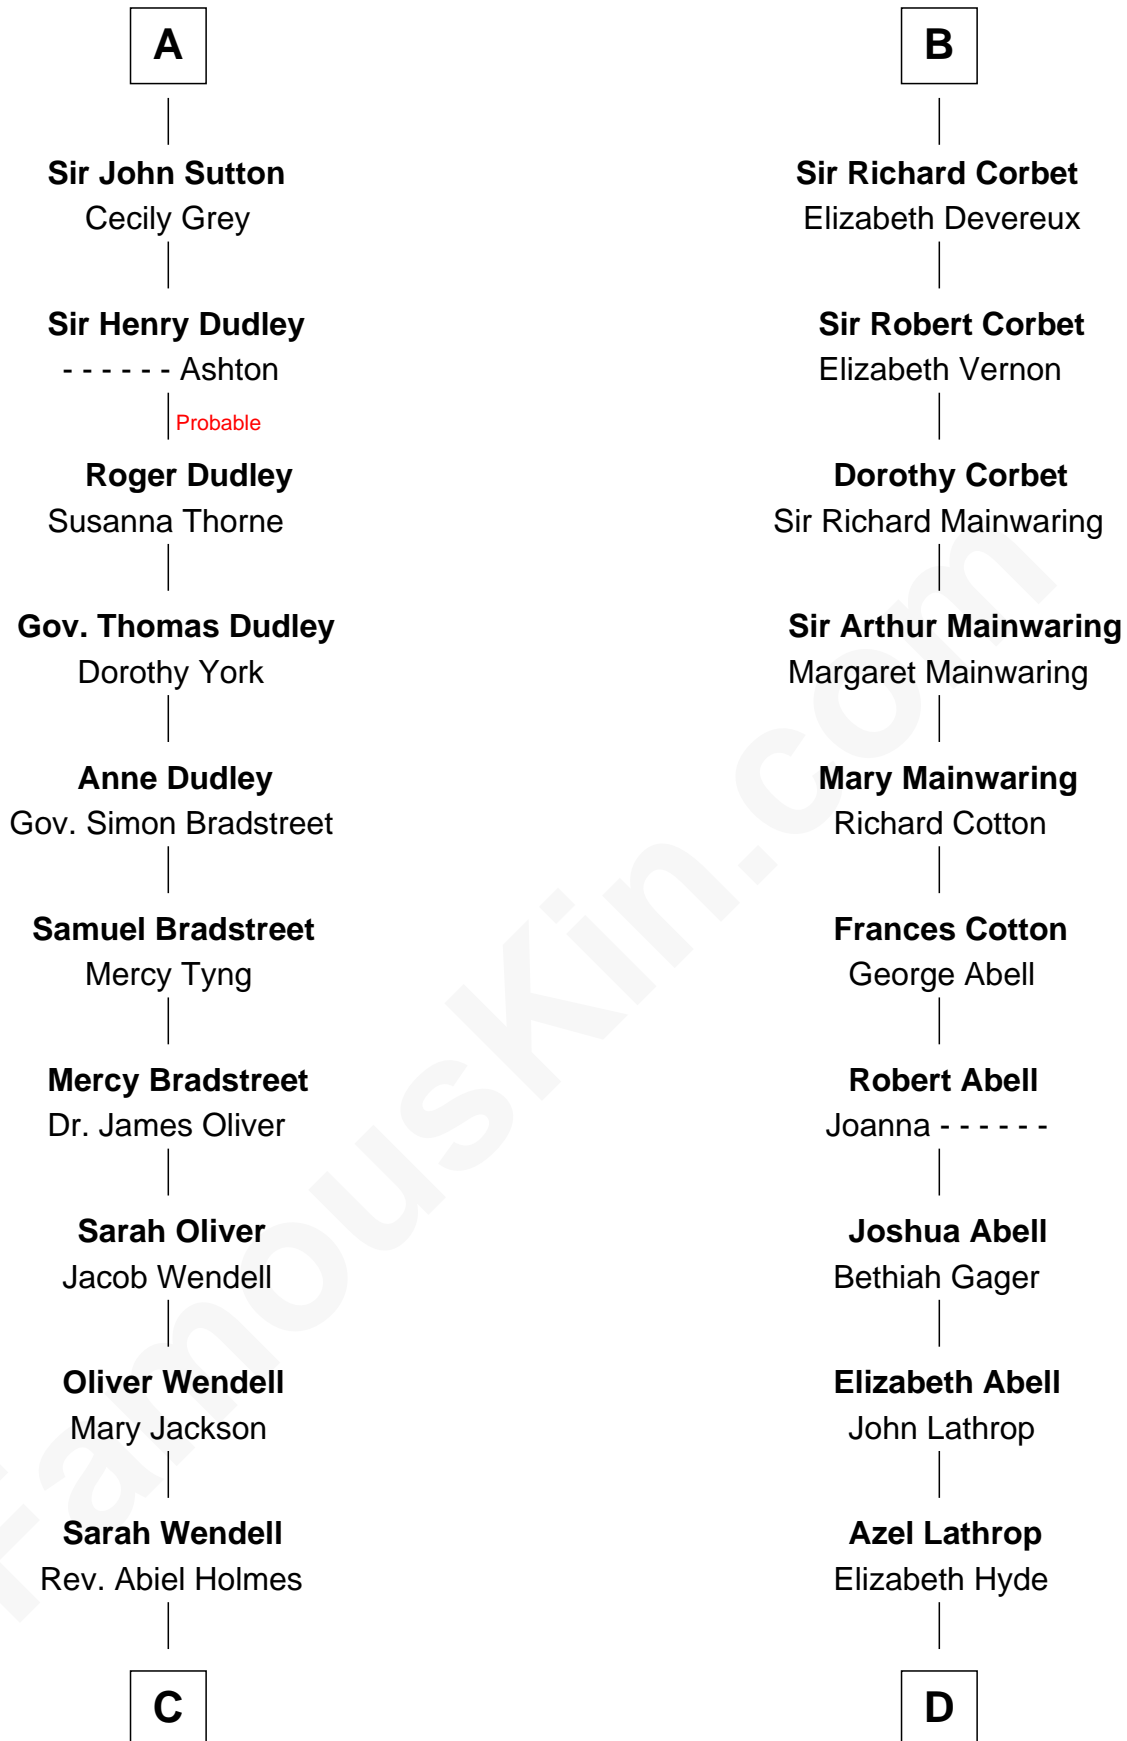 A
Sir John Sutton
Cecily Grey
Sir Henry Dudley
- - - - - - Ashton
Probable
Roger Dudley
Susanna Thorne
Gov. Thomas Dudley
Dorothy York
Anne Dudley
Gov. Simon Bradstreet
Samuel Bradstreet
Mercy Tyng
Mercy Bradstreet
Dr. James Oliver
Sarah Oliver
Jacob Wendell
Oliver Wendell
Mary Jackson
Sarah Wendell
Rev. Abiel Holmes
C
B
Sir Richard Corbet
Elizabeth Devereux
Sir Robert Corbet
Elizabeth Vernon
Dorothy Corbet
Sir Richard Mainwaring
Sir Arthur Mainwaring
Margaret Mainwaring
Mary Mainwaring
Richard Cotton
Frances Cotton
George Abell
Robert Abell
Joanna - - - - - -
Joshua Abell
Bethiah Gager
Elizabeth Abell
John Lathrop
Azel Lathrop
Elizabeth Hyde
D
FamousKin.com